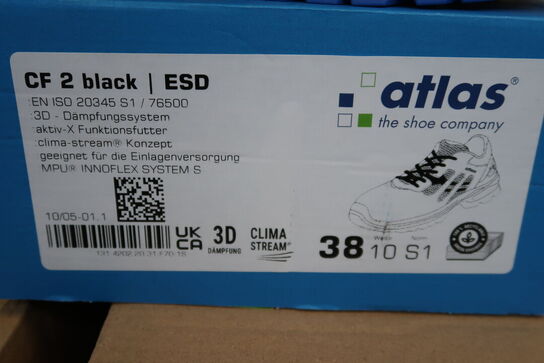 CF 2 black | ESD
EN ISO 20345 S1 / 76500
:3D - Dämpfungssystem
aktiv-X Funktionsfutter
:clima-stream® Konzept
geeignet für die Einlagenversorgung
MPU® INNOFLEX SYSTEM S
10/05-01.1
UK
CA
3D
DÄMPFUNG
CLIMA
STREAM®
atlas®
the shoe company
38
10
Norm
S1